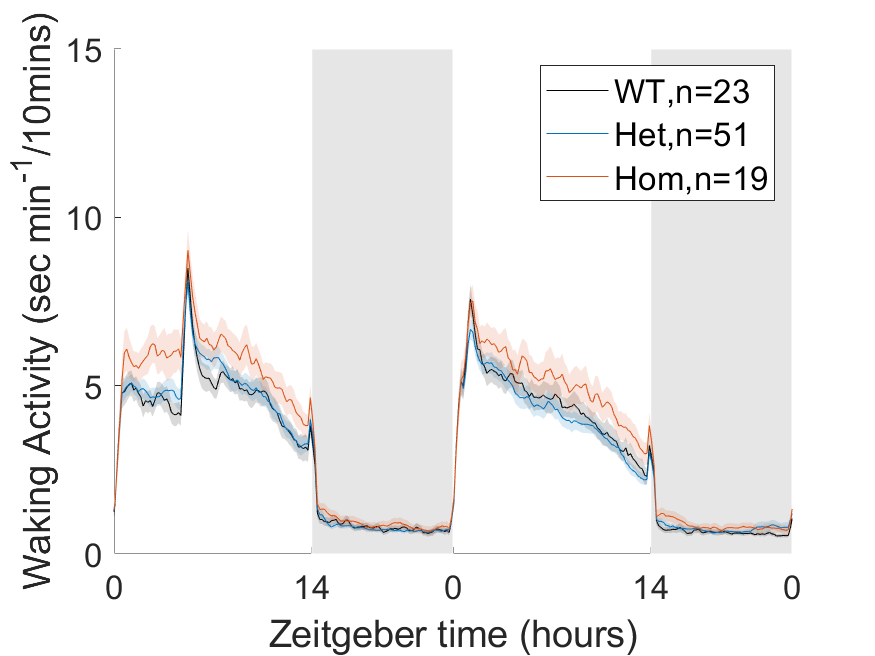 Waking Activity (sec min⁻¹/10mins)
15
10
5
0
WT,n=23
Het,n=51
Hom,n=19
0 14 0 14 0
Zeitgeber time (hours)